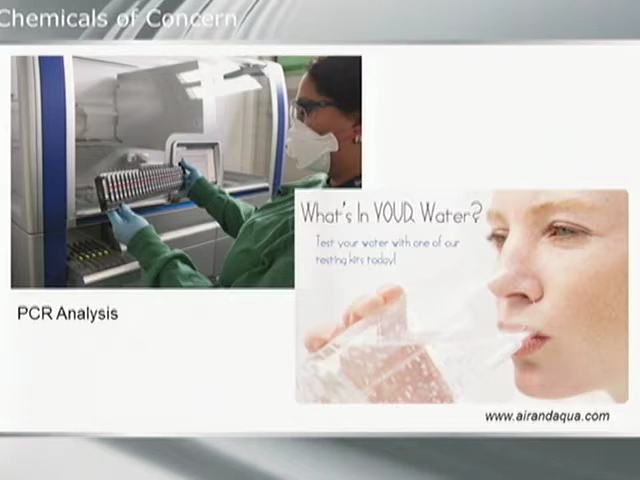 Chemicals of Concern
What's In YOUR Water?
Test your water with one of our
testing kits today!
PCR Analysis
www.airandaqua.com